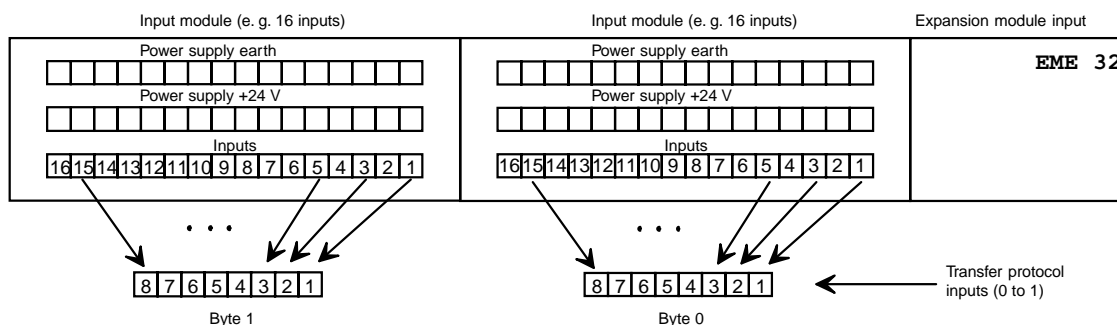 Input module (e. g. 16 inputs) Input module (e. g. 16 inputs) Expansion module input
Power supply earth Power supply earth
EME 32
Power supply +24 V Power supply +24 V
Inputs Inputs
16 15 14 13 12 11 10 9 8 7 6 5 4 3 2 1 16 15 14 13 12 11 10 9 8 7 6 5 4 3 2 1
. . . . . .
8 7 6 5 4 3 2 1 8 7 6 5 4 3 2 1 Transfer protocol
inputs (0 to 1)
Byte 1 Byte 0